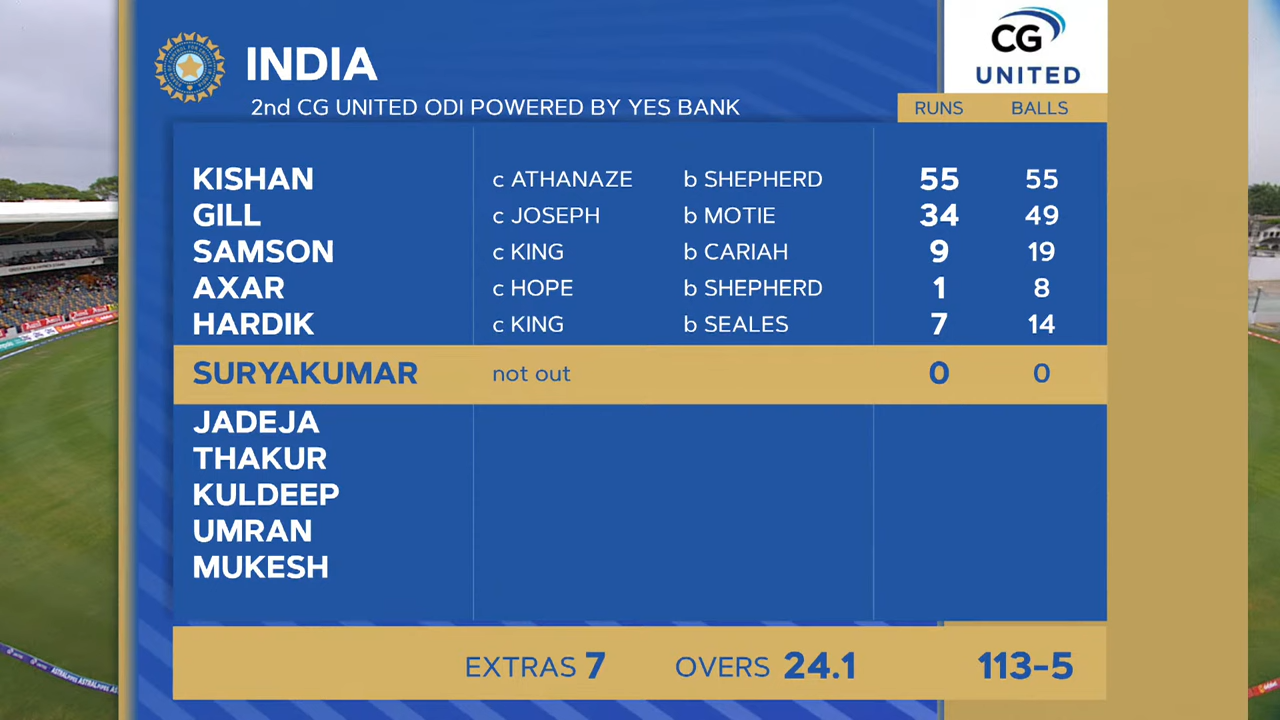 INDIA
2nd CG UNITED ODI POWERED BY YES BANK
CG
UNITED
RUNS BALLS
KISHAN c ATHANAZE b SHEPHERD 55 55
GILL c JOSEPH b MOTIE 34 49
SAMSON c KING b CARIAH 9 19
AXAR c HOPE b SHEPHERD 1 8
HARDIK c KING b SEALES 7 14
SURYAKUMAR not out 0 0
JADEJA
THAKUR
KULDEEP
UMRAN
MUKESH
EXTRAS 7 OVERS 24.1 113-5